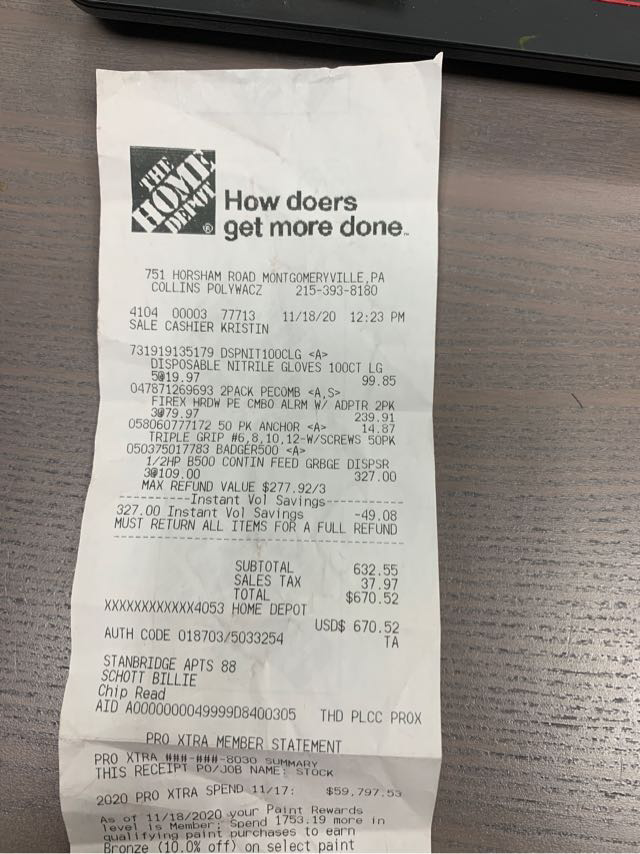 THE
HOME
DEPOT
®
How doers
get more done™
751 HORSHAM ROAD MONTGOMERYVILLE,PA
COLLINS POLYWACZ 215-393-8180
4104 00003 77713 11/18/20 12:23 PM
SALE CASHIER KRISTIN
731919135179 DSPNIT100CLG <A>
DISPOSABLE NITRILE GLOVES 100CT LG
5@19.97 99.85
047871269693 2PACK PECOMB <A,S>
FIREX HRDW PE CMBO ALRM W/ ADPTR 2PK
3@79.97 239.91
058060777172 50 PK ANCHOR <A> 14.87
TRIPLE GRIP #6,8,10,12-W/SCREWS 50PK
050375017783 BADGER500 <A>
1/2HP B500 CONTIN FEED GRBGE DISPSR
3@109.00 327.00
MAX REFUND VALUE $277.92/3
----------Instant Vol Savings-----------
327.00 Instant Vol Savings -49.08
MUST RETURN ALL ITEMS FOR A FULL REFUND
----------------------------------------
SUBTOTAL 632.55
SALES TAX 37.97
TOTAL $670.52
XXXXXXXXXXXX4053 HOME DEPOT
USD$ 670.52
AUTH CODE 018703/5033254 TA
STANBRIDGE APTS 88
SCHOTT BILLIE
Chip Read
AID A0000000049999D8400305 THD PLCC PROX
PRO XTRA MEMBER STATEMENT
PRO XTRA ###-###-8030 SUMMARY
THIS RECEIPT PO/JOB NAME: STOCK
2020 PRO XTRA SPEND 11/17: $59,797.53
As of 11/18/2020 your Paint Rewards
level is Member; Spend 1753.19 more in
qualifying paint purchases to earn
Bronze (10.0% off) on select paint